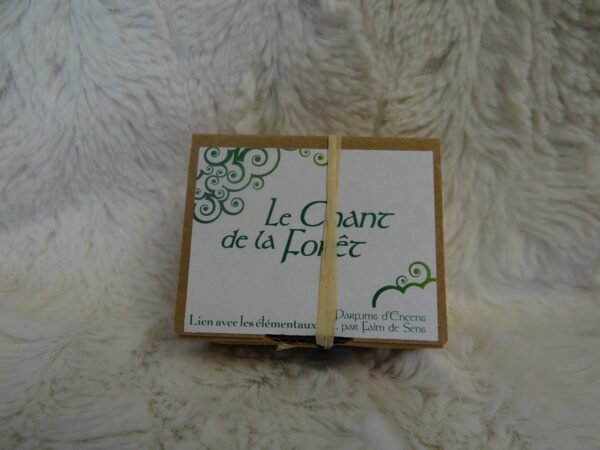 Le Chant
de la Forêt
Lien avec les élémentaux
Parfums d'Encens
par Faim de Sens